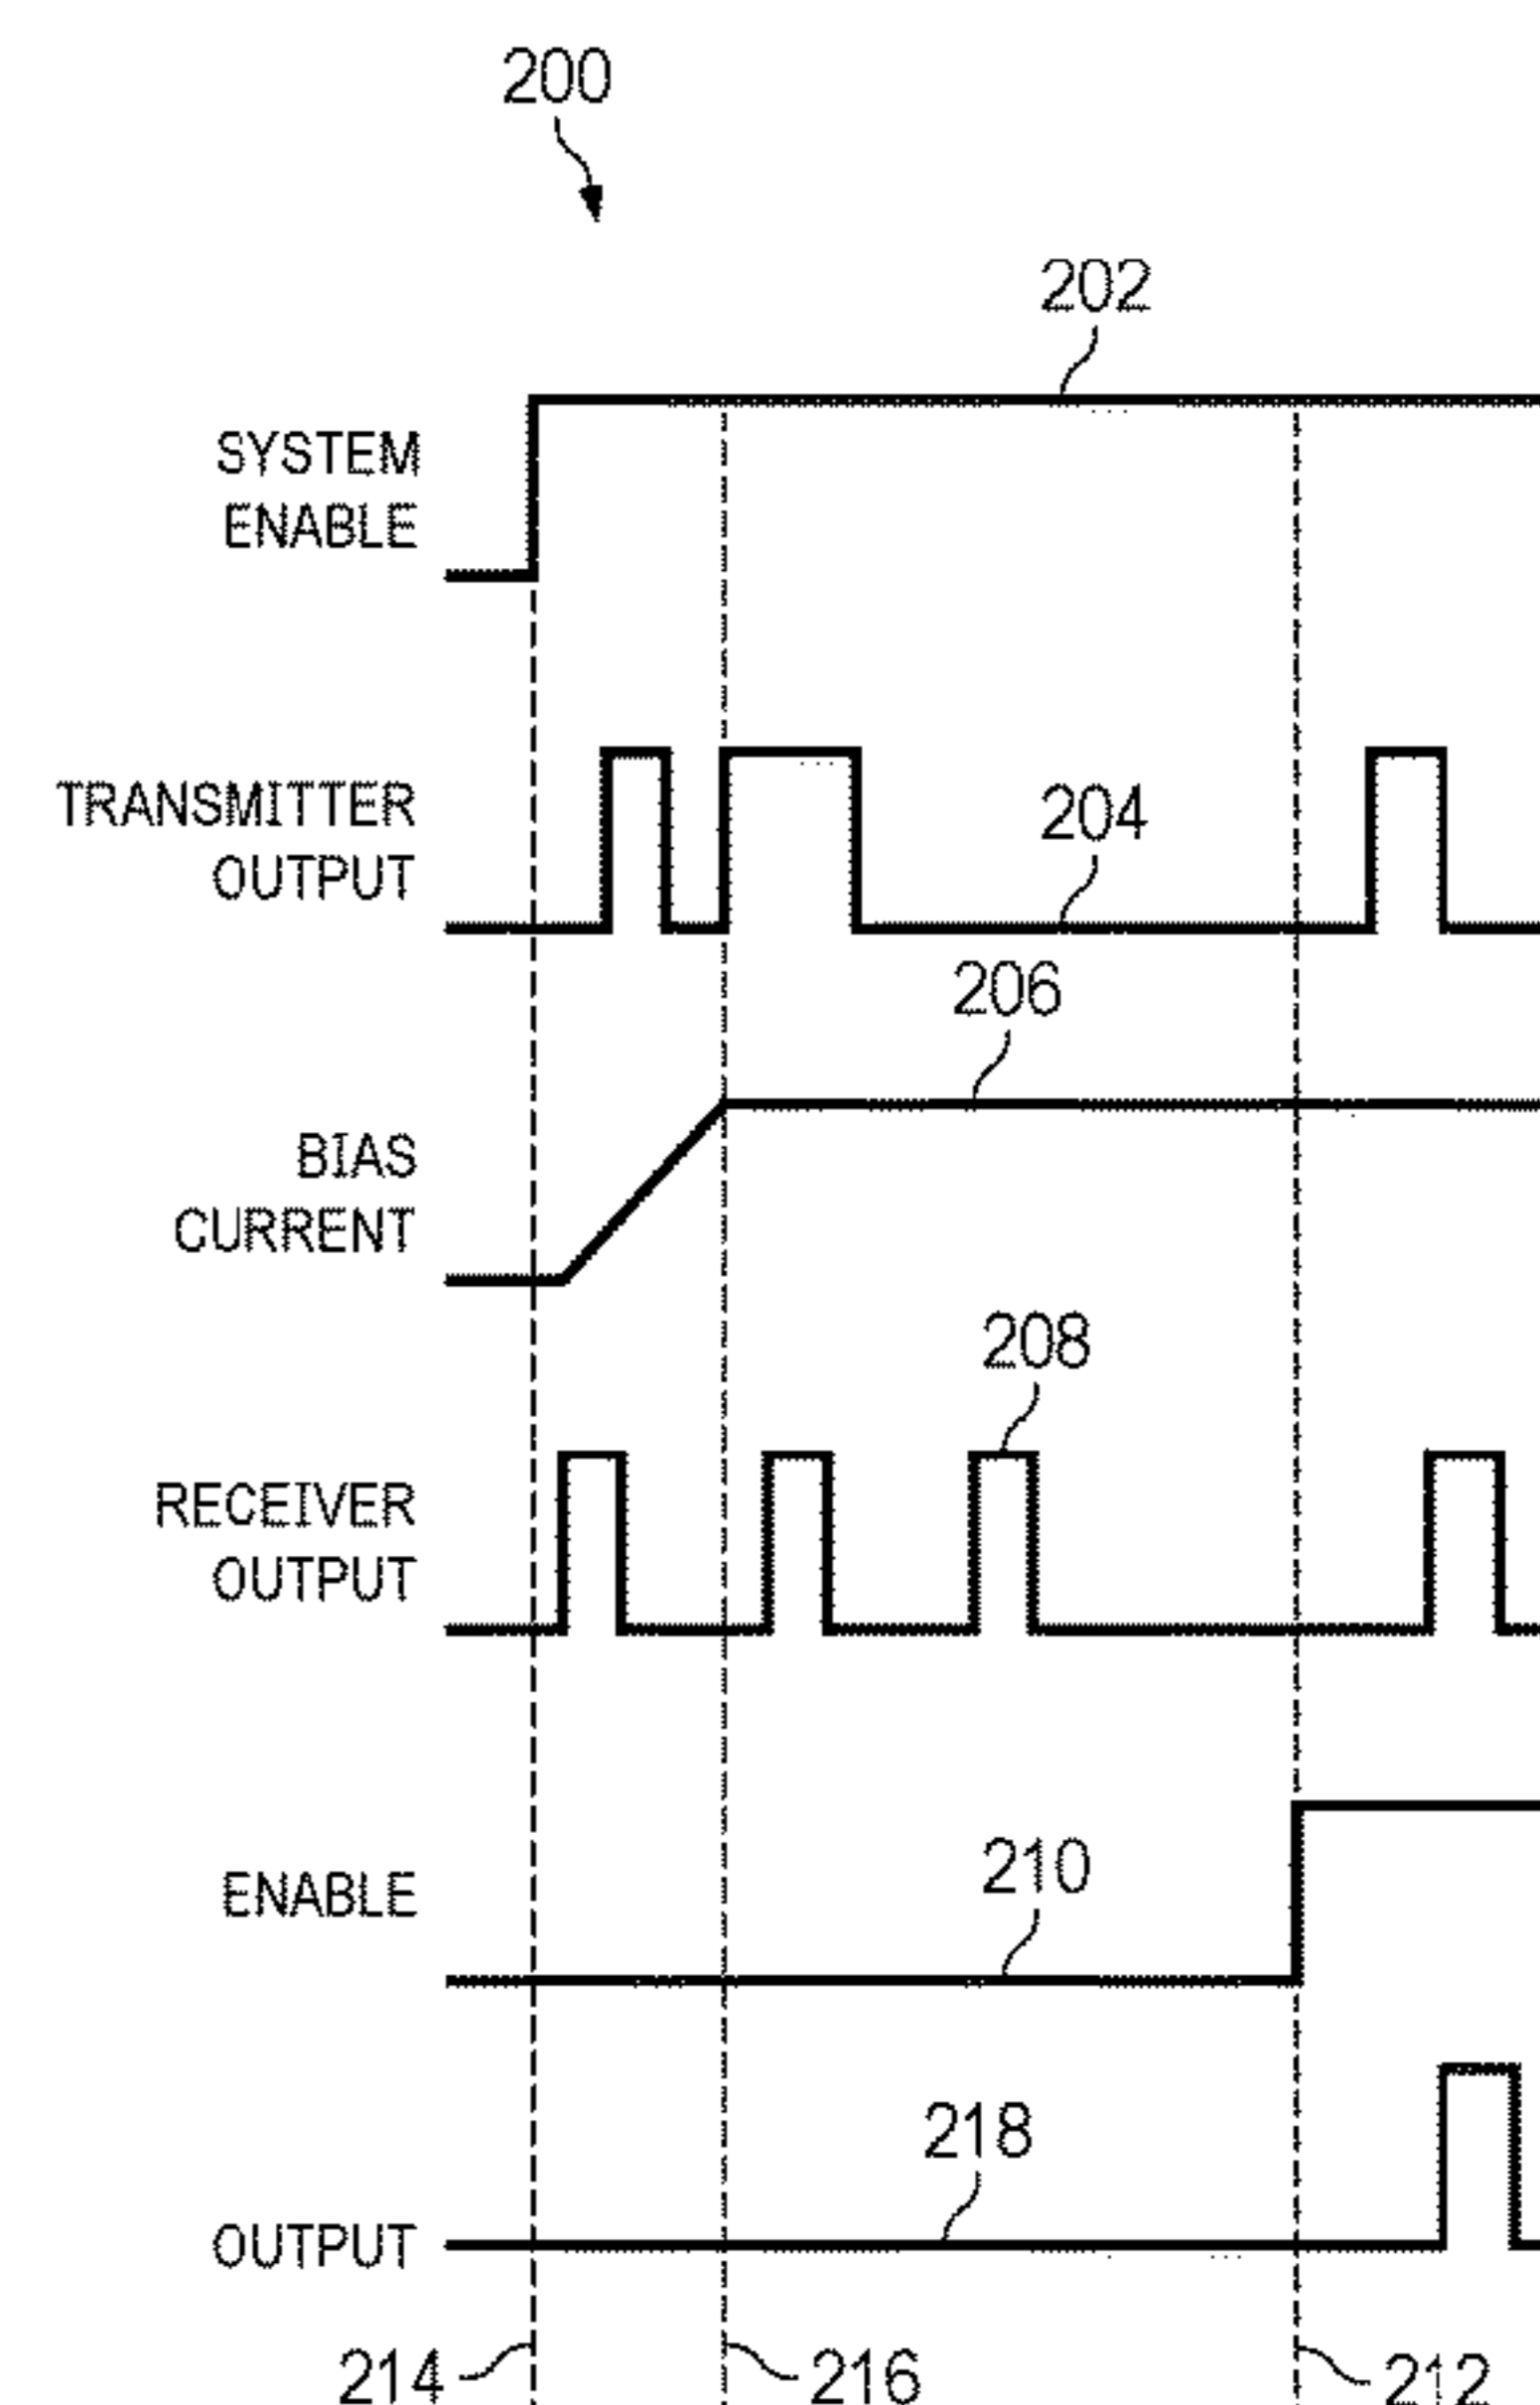 200
202
SYSTEM
ENABLE
TRANSMITTER
OUTPUT
204
206
BIAS
CURRENT
208
RECEIVER
OUTPUT
210
ENABLE
218
OUTPUT
214
216
212